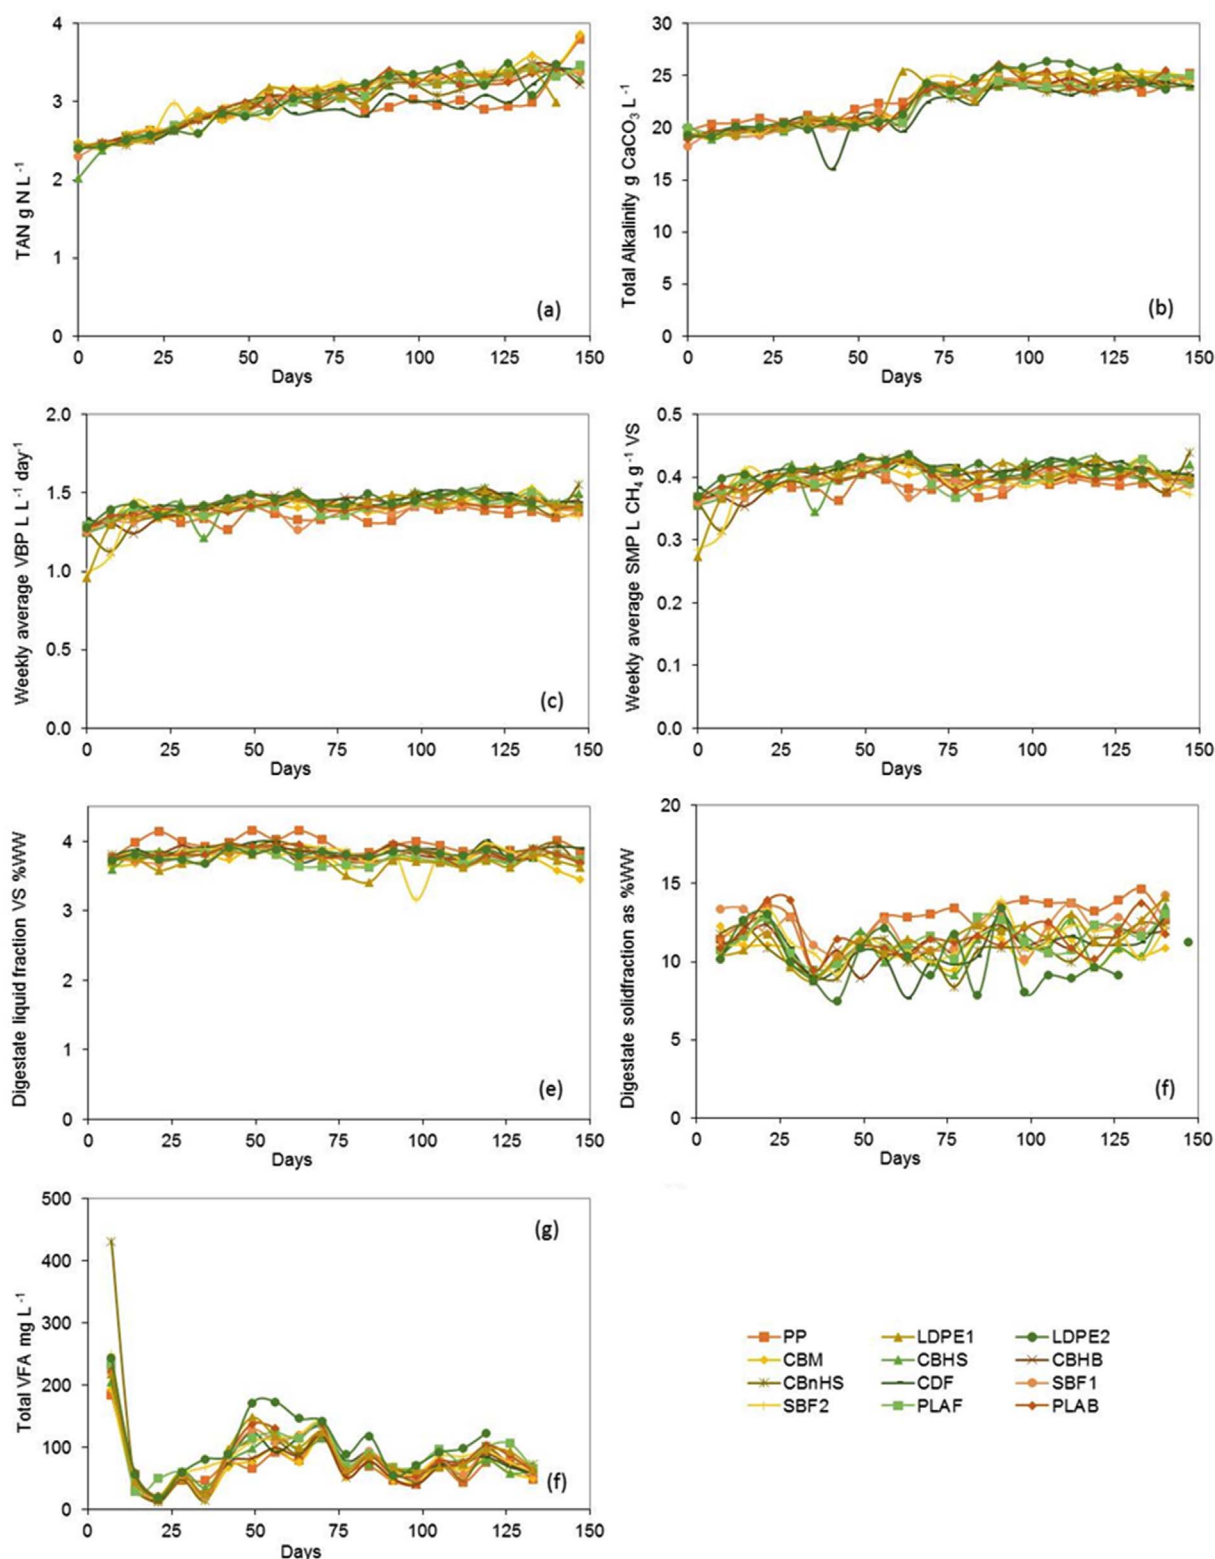 4
3
2
1
0
TAN g N L⁻¹
0 25 50 75 100 125 150
Days
(a)
30
25
20
15
10
5
0
Total Alkalinity g CaCO₃ L⁻¹
0 25 50 75 100 125 150
Days
(b)
2.0
1.5
1.0
0.5
0.0
Weekly average VBP L L⁻¹ day⁻¹
0 25 50 75 100 125 150
Days
(c)
0.5
0.4
0.3
0.2
0.1
0.0
Weekly average SMP L CH₄ g⁻¹ VS
0 25 50 75 100 125 150
Days
4
3
2
1
0
Digestate liquid fraction VS %WW
0 25 50 75 100 125 150
Days
(e)
20
15
10
5
0
Digestate solidfraction as %WW
0 25 50 75 100 125 150
Days
(f)
500
400
300
200
100
0
Total VFA mg L⁻¹
0 25 50 75 100 125 150
Days
(g)
(f)
PP LDPE1 LDPE2
CBM CBHS CBHB
CBnHS CDF SBF1
SBF2 PLAF PLAB